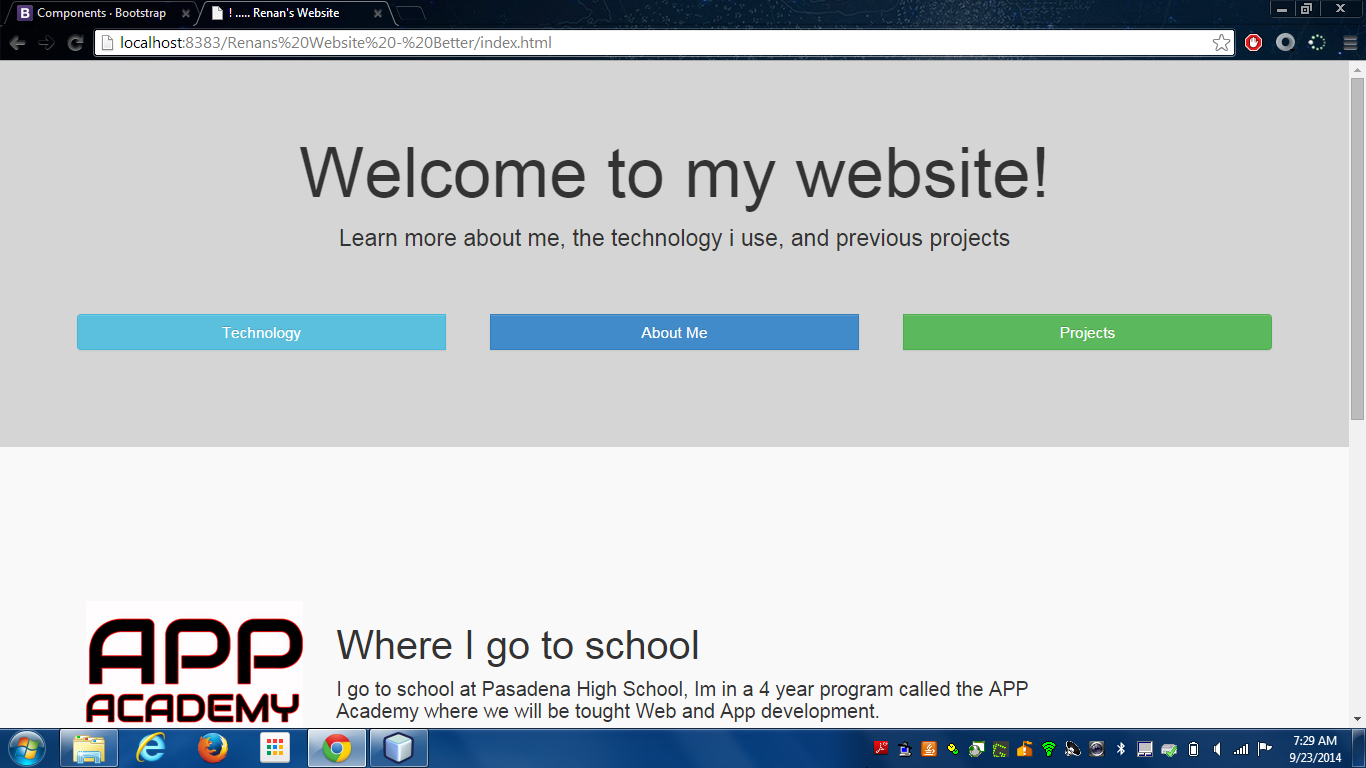 Components · Bootstrap
! ..... Renan's Website
localhost:8383/Renans%20Website%20-%20Better/index.html
Welcome to my website!
Learn more about me, the technology i use, and previous projects
Technology
About Me
Projects
APP
ACADEMY
Where I go to school
I go to school at Pasadena High School, Im in a 4 year program called the APP
Academy where we will be tought Web and App development.
7:29 AM
9/23/2014